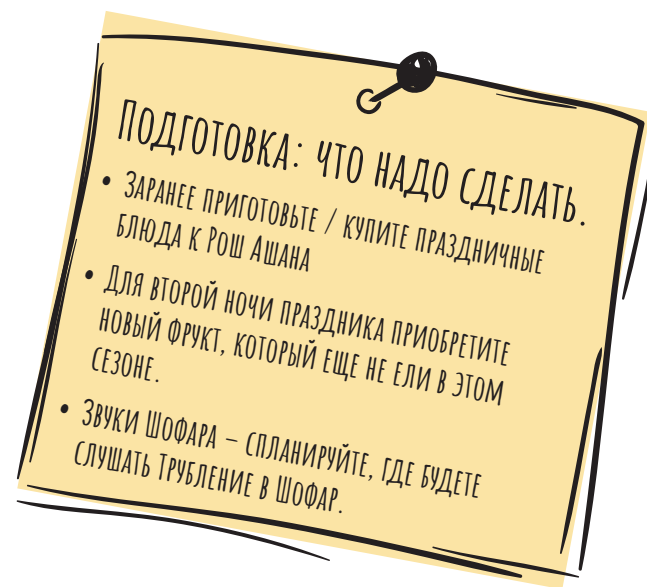 Подготовка: что надо сделать.
• Заранее приготовьте / купите праздничные
блюда к Рош Ашана
• Для второй ночи праздника приобретите
новый фрукт, который еще не ели в этом
сезоне.
• Звуки Шофара – спланируйте, где будете
слушать Трубление в Шофар.